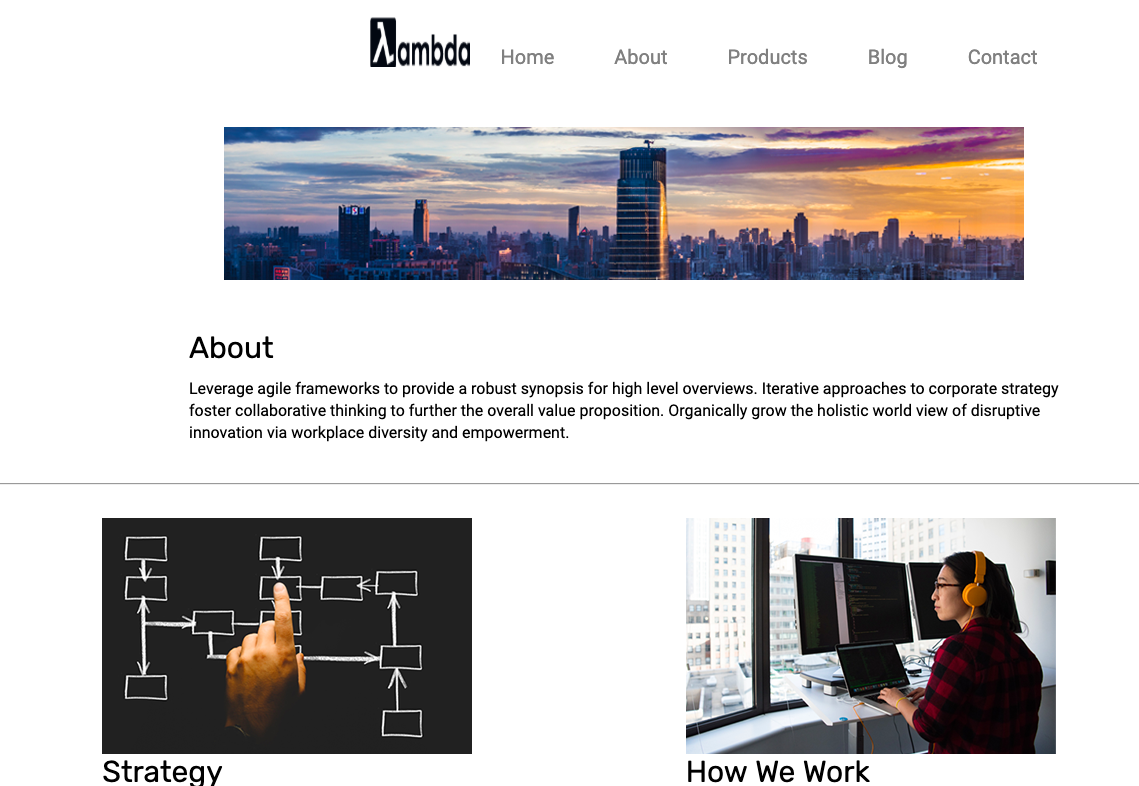 λambda
Home About Products Blog Contact
About
Leverage agile frameworks to provide a robust synopsis for high level overviews. Iterative approaches to corporate strategy
foster collaborative thinking to further the overall value proposition. Organically grow the holistic world view of disruptive
innovation via workplace diversity and empowerment.
Strategy
How We Work